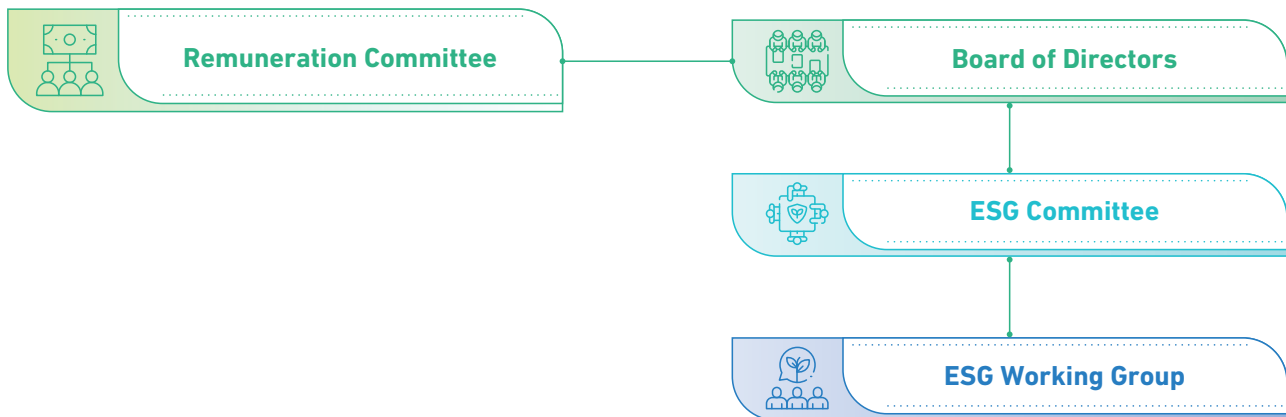 Remuneration Committee
Board of Directors
ESG Committee
ESG Working Group